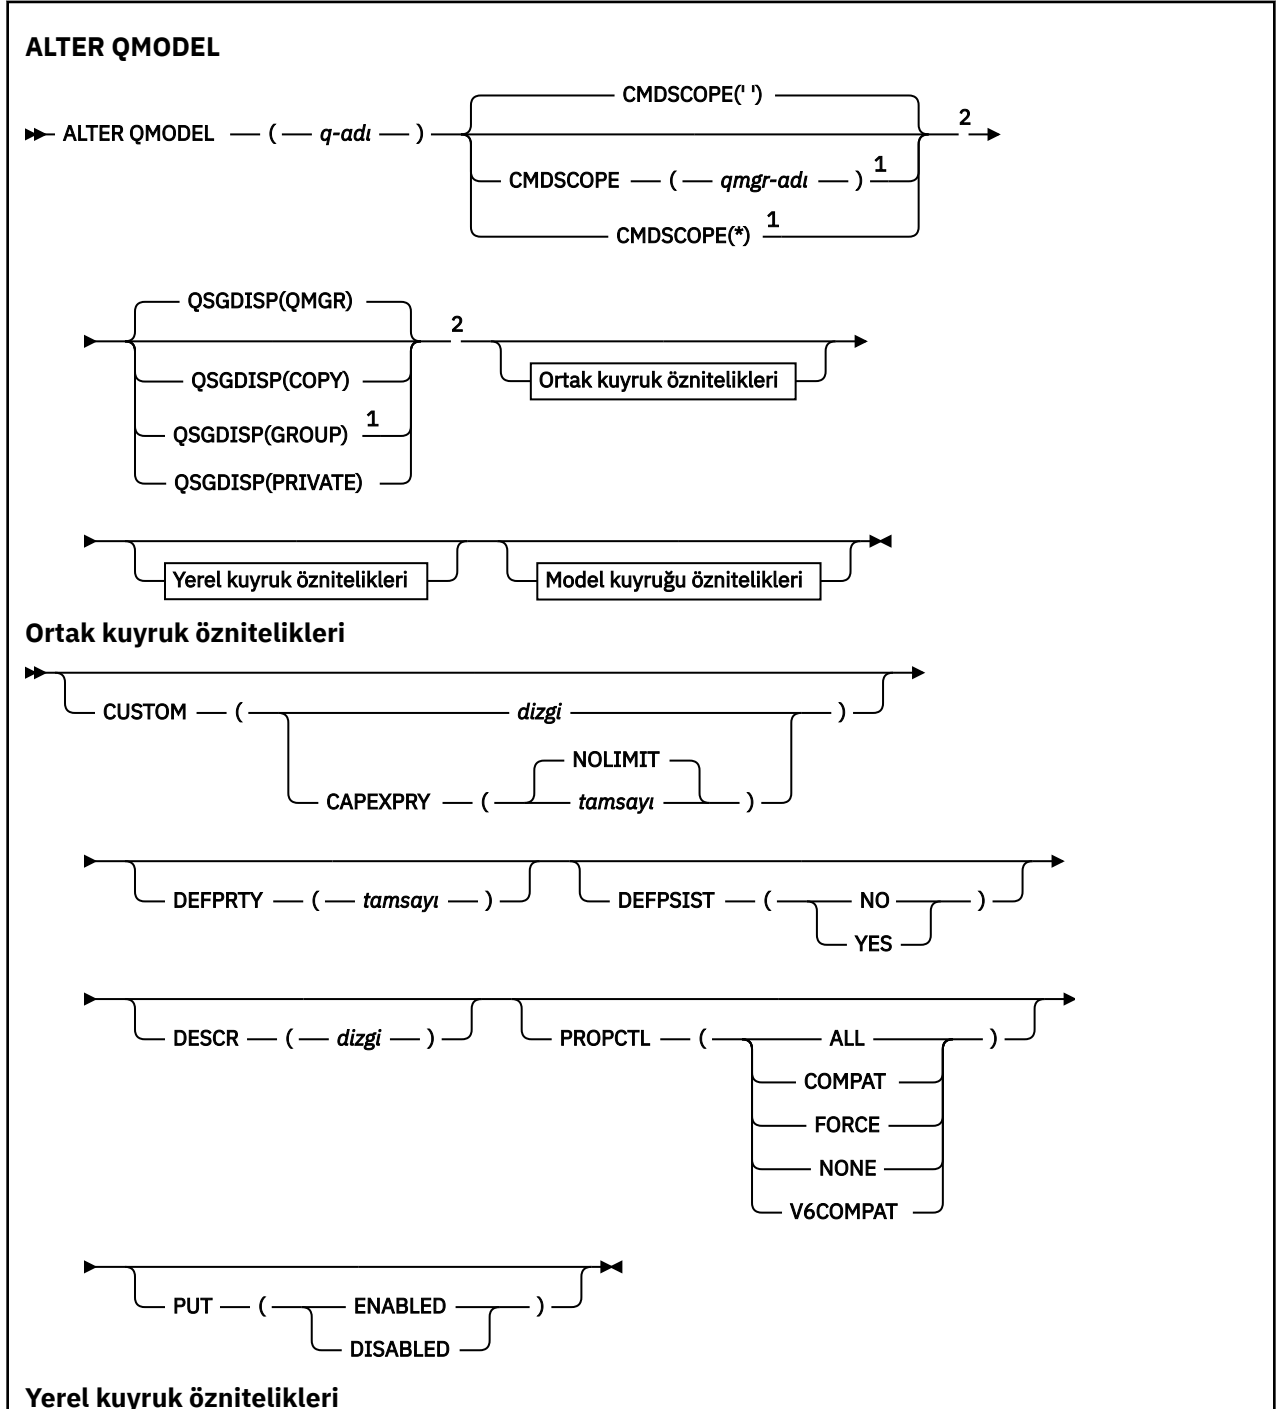 ALTER QMODEL
CMDSCOPE(' ')
ALTER QMODEL ( q-adı ) 2
CMDSCOPE ( qmgr-adı ) 1
CMDSCOPE(*) 1
QSGDISP(QMGR)
2
QSGDISP(COPY) Ortak kuyruk öznitelikleri
QSGDISP(GROUP) 1
QSGDISP(PRIVATE)
Yerel kuyruk öznitelikleri Model kuyruğu öznitelikleri
Ortak kuyruk öznitelikleri
CUSTOM ( dizgi )
NOLIMIT
CAPEXPRY ( tamsayı )
DEFPRTY ( tamsayı ) DEFPSIST ( NO )
YES
DESCR ( dizgi ) PROPCTL ( ALL )
COMPAT
FORCE
NONE
V6COMPAT
PUT ( ENABLED )
DISABLED
Yerel kuyruk öznitelikleri